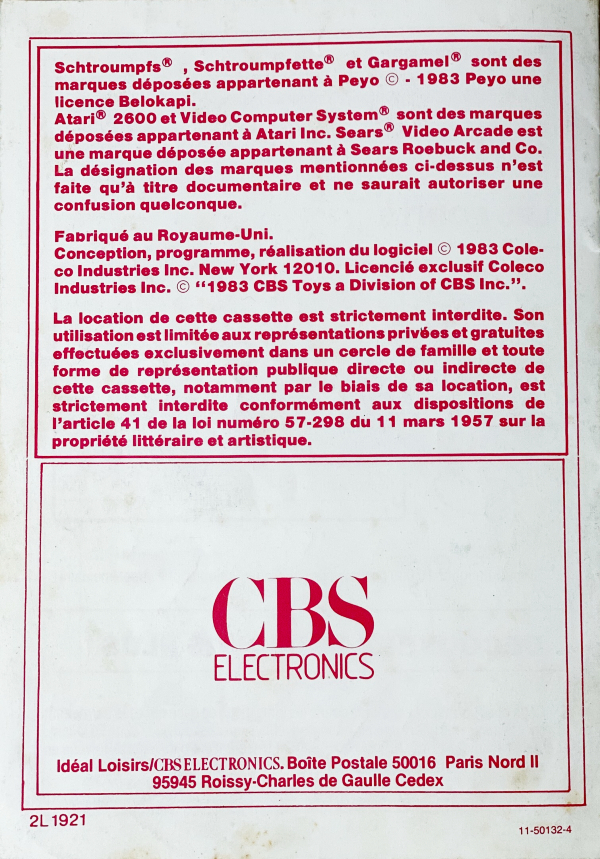 Schtroumpfs® , Schtroumpfette® et Gargamel® sont des
marques déposées appartenant à Peyo © - 1983 Peyo une
licence Belokapi.
Atari® 2600 et Video Computer System® sont des marques
déposées appartenant à Atari Inc. Sears® Video Arcade est
une marque déposée appartenant à Sears Roebuck and Co.
La désignation des marques mentionnées ci-dessus n'est
faite qu'à titre documentaire et ne saurait autoriser une
confusion quelconque.
Fabriqué au Royaume-Uni.
Conception, programme, réalisation du logiciel © 1983 Cole-
co Industries Inc. New York 12010. Licencié exclusif Coleco
Industries Inc. © ‘‘1983 CBS Toys a Division of CBS Inc.’’.
La location de cette cassette est strictement interdite. Son
utilisation est limitée aux représentations privées et gratuites
effectuées exclusivement dans un cercle de famille et toute
forme de représentation publique directe ou indirecte de
cette cassette, notamment par le biais de sa location, est
strictement interdite conformément aux dispositions de
l'article 41 de la loi numéro 57-298 du 11 mars 1957 sur la
propriété littéraire et artistique.
CBS
ELECTRONICS
Idéal Loisirs/CBS ELECTRONICS. Boîte Postale 50016 Paris Nord II
95945 Roissy-Charles de Gaulle Cedex
2L 1921
11-50132-4